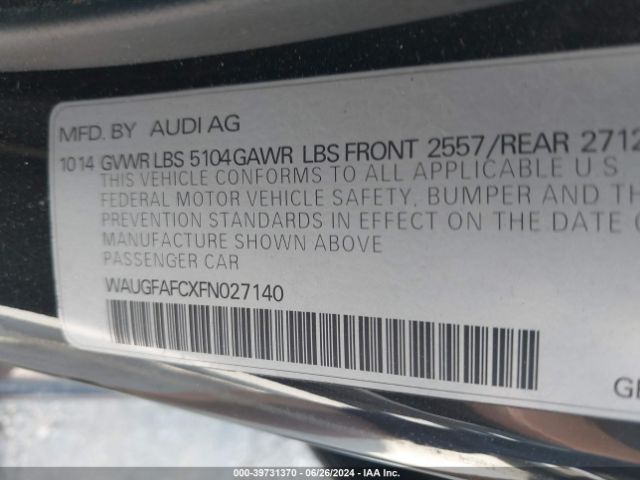 MFD. BY AUDI AG
1014 GVWR LBS 5104 GAWR LBS FRONT 2557/REAR 2712
THIS VEHICLE CONFORMS TO ALL APPLICABLE U S
FEDERAL MOTOR VEHICLE SAFETY, BUMPER AND TH
PREVENTION STANDARDS IN EFFECT ON THE DATE
MANUFACTURE SHOWN ABOVE
PASSENGER CAR
WAUGFAFCXFN027140
000-39731370 | 06/26/2024 | IAA Inc.